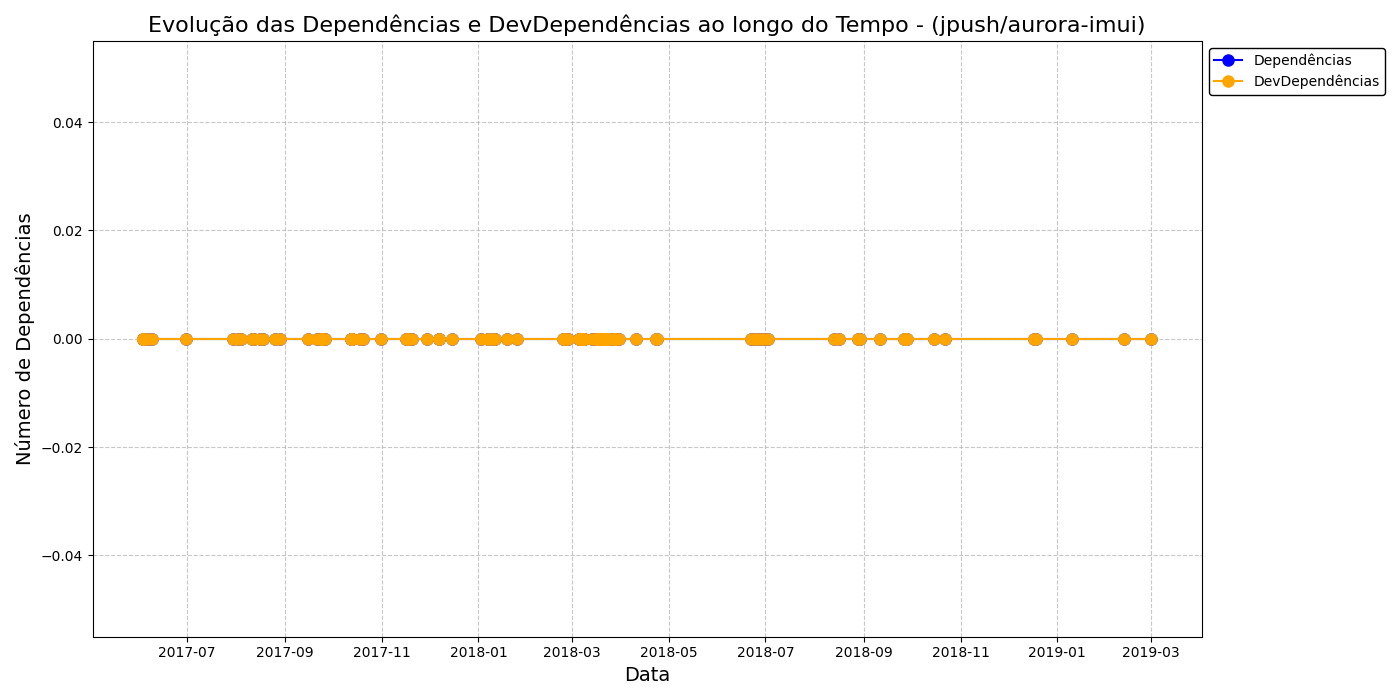 Evolução das Dependências e DevDependências ao longo do Tempo - (jpush/aurora-imui)
Dependências
DevDependências
Número de Dependências
0.04
0.02
0.00
−0.02
−0.04
2017-07 2017-09 2017-11 2018-01 2018-03 2018-05 2018-07 2018-09 2018-11 2019-01 2019-03
Data